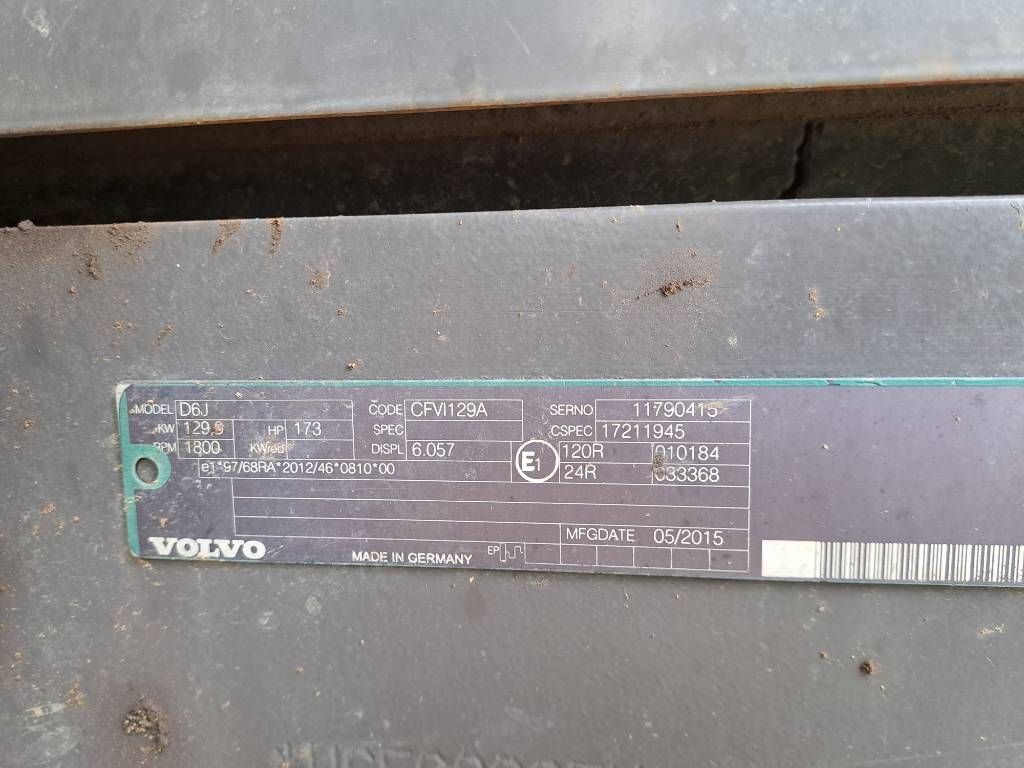 MODEL D6J CODE CFVI129A SERNO 11790415
KW 129.9 HP 173 SPEC CSPEC 17211945
RPM 1800 KWred DISPL 6.057 E1 120R 010184
e1*97/68RA*2012/46*0810*00 24R 033368
MFGDATE 05/2015
VOLVO MADE IN GERMANY EP